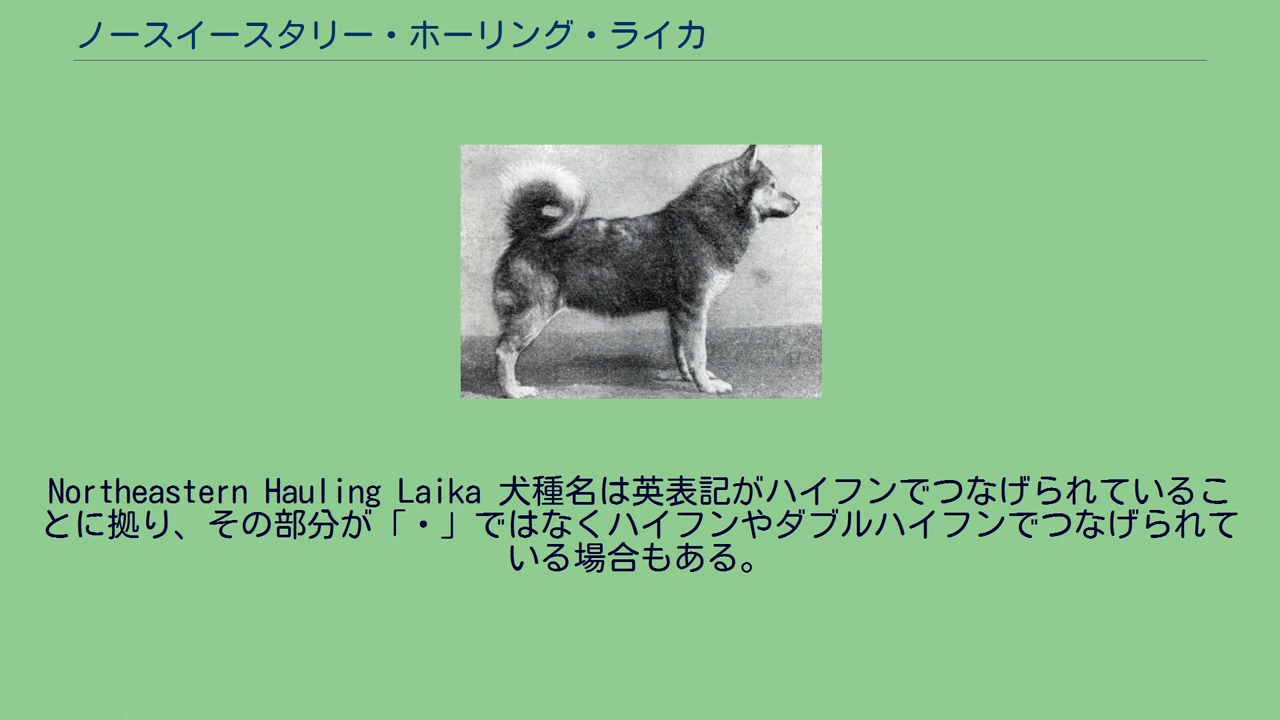 ノースイースタリー・ホーリング・ライカ
Northeastern Hauling Laika 犬種名は英表記がハイフンでつなげられているこ
とに拠り、その部分が「・」ではなくハイフンやダブルハイフンでつなげられて
いる場合もある。